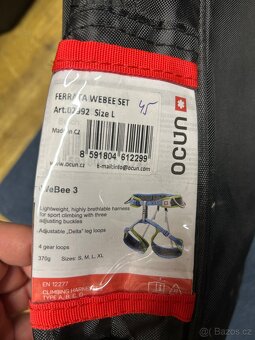 FERRATA WEBEE SET
45
Size L
Made in CZ
8 591804 612299
www.ocun.com
e-mail:info@ocun.cz
ocun
WeBee 3
Lightweight, highly breathable harness
for sport climbing with three
adjusting buckles
Adjustable „Delta" leg loops
4 gear loops
370g Sizes: S, M, L, XL
EN 12277
CLIMBING HARNESS
bazos.cz